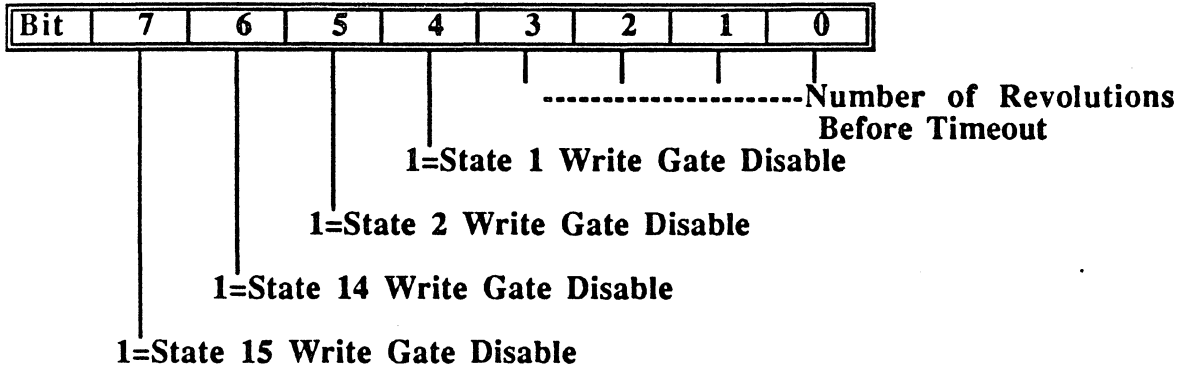 Bit 7 6 5 4 3 2 1 0
Number of Revolutions
Before Timeout
1=State 1 Write Gate Disable
1=State 2 Write Gate Disable
1=State 14 Write Gate Disable
1=State 15 Write Gate Disable